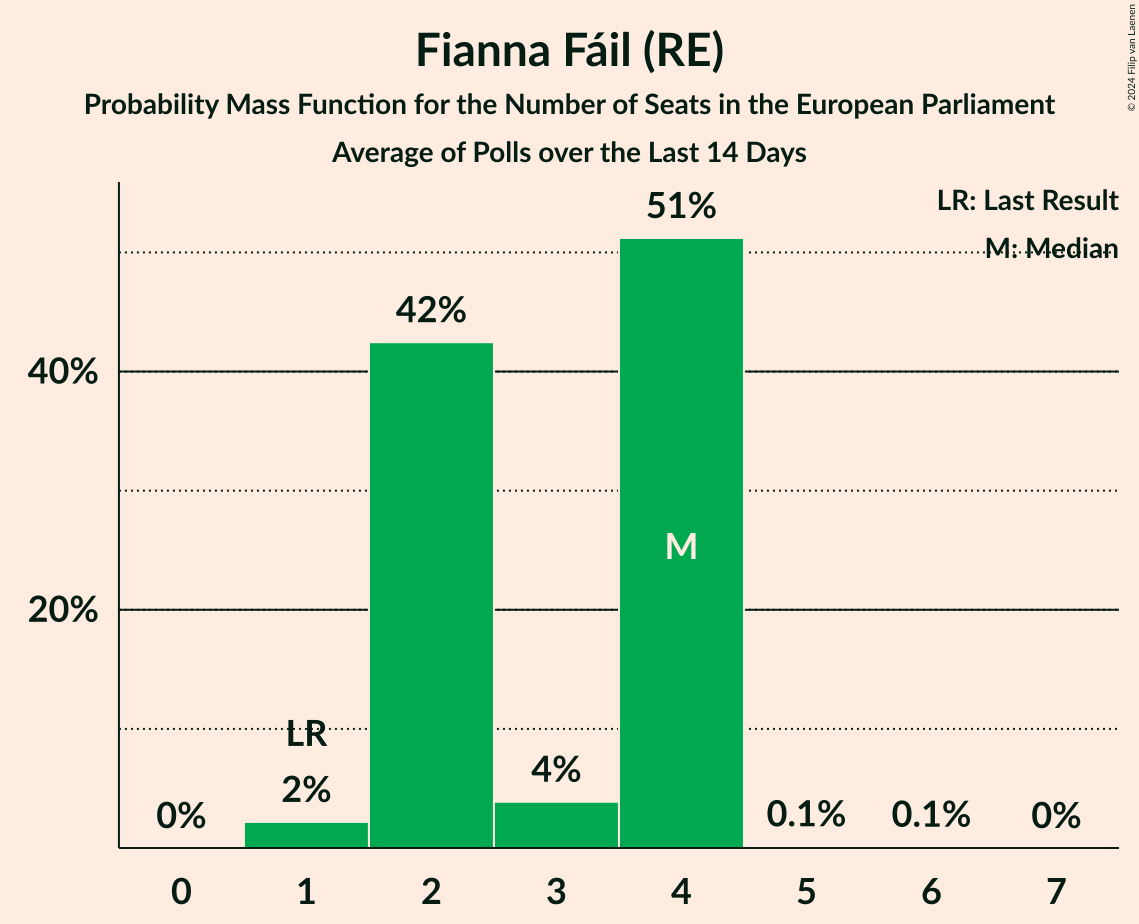 Fianna Fáil (RE)
Probability Mass Function for the Number of Seats in the European Parliament
Average of Polls over the Last 14 Days
© 2024 Filip van Laenen
LR: Last Result
M: Median
51%
42%
40%
M
20%
LR
2%
4%
0%
0.1%
0.1%
0%
0 1 2 3 4 5 6 7